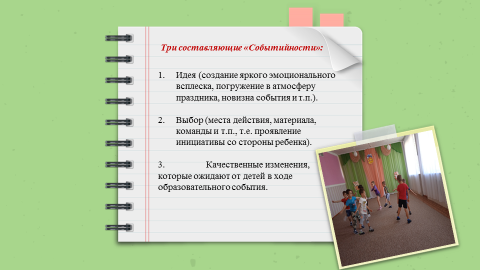 Три составляющие «Событийности»:
1. Идея (создание яркого эмоционального
всплеска, погружение в атмосферу
праздника, новизна события и т.п.).
2. Выбор (места действия, материала,
команды и т.п., т.е. проявление
инициативы со стороны ребенка).
3. Качественные изменения,
которые ожидают от детей в ходе
образовательного события.